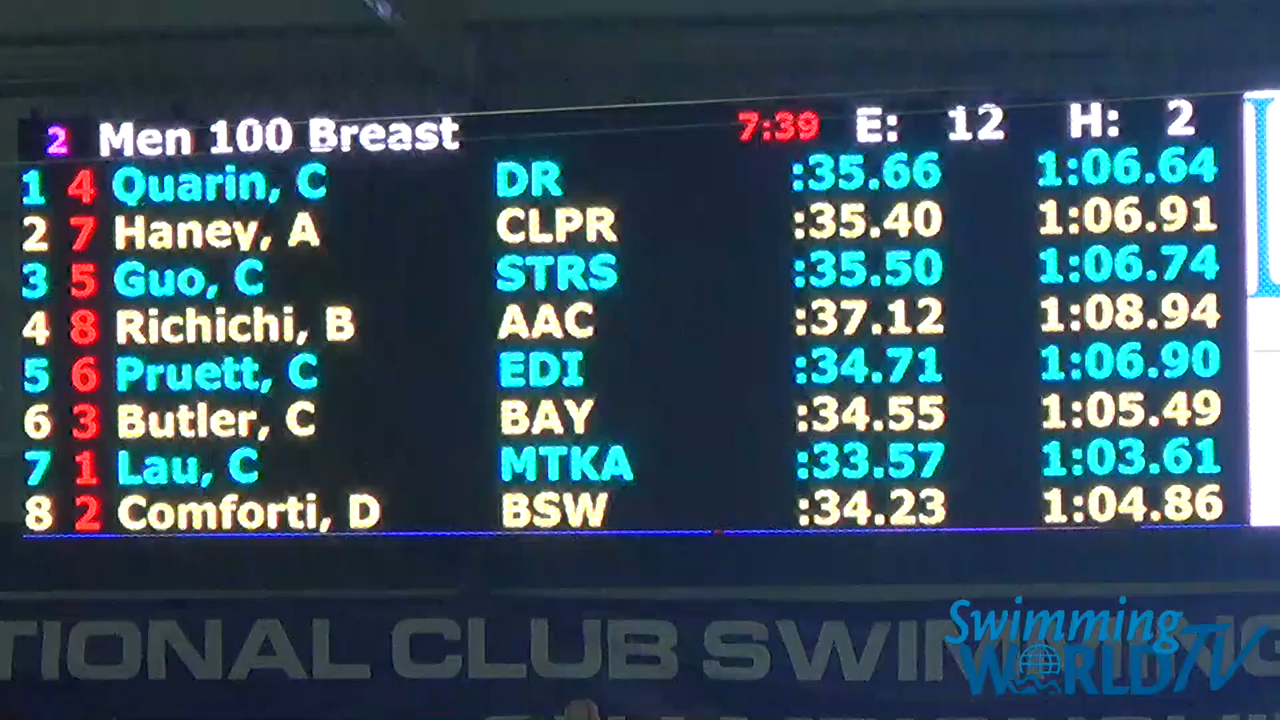 2 Men 100 Breast 7:39 E: 12 H: 2
1 4 Quarin, C DR :35.66 1:06.64
2 7 Haney, A CLPR :35.40 1:06.91
3 5 Guo, C STRS :35.50 1:06.74
4 8 Richichi, B AAC :37.12 1:08.94
5 6 Pruett, C EDI :34.71 1:06.90
6 3 Butler, C BAY :34.55 1:05.49
7 1 Lau, C MTKA :33.57 1:03.61
8 2 Comforti, D BSW :34.23 1:04.86
TIONAL CLUB SWIM
Swimming
WORLD TV